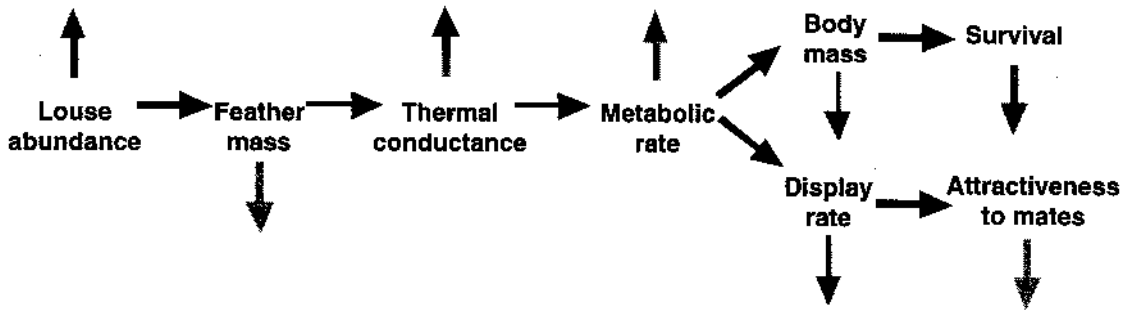 Louse
abundance
Feather
mass
Thermal
conductance
Metabolic
rate
Body
mass
Survival
Display
rate
Attractiveness
to mates